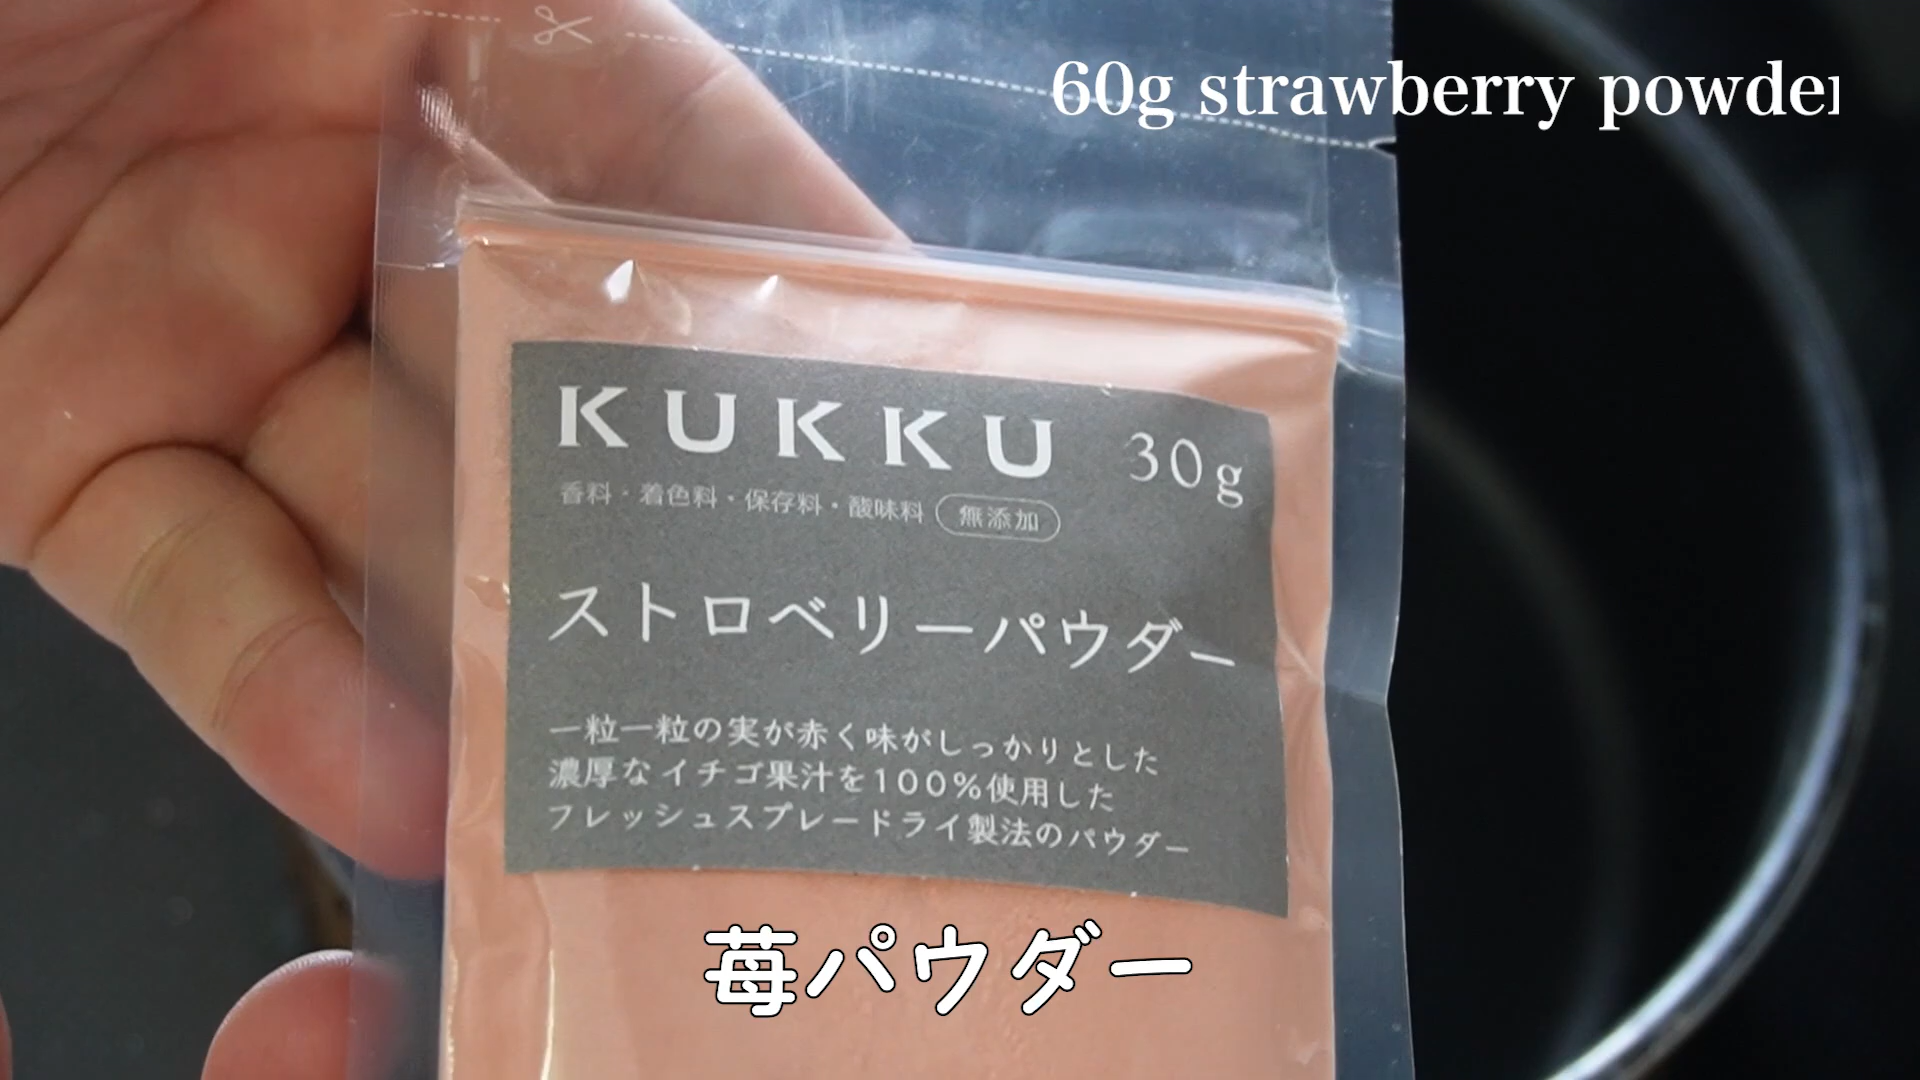 60g strawberry powder
KUKKU 30g
香料・着色料・保存料・酸味料 無添加
ストロベリーパウダー
一粒一粒の実が赤く味がしっかりとした
濃厚なイチゴ果汁を100%使用した
フレッシュスプレードライ製法のパウダー
苺パウダー